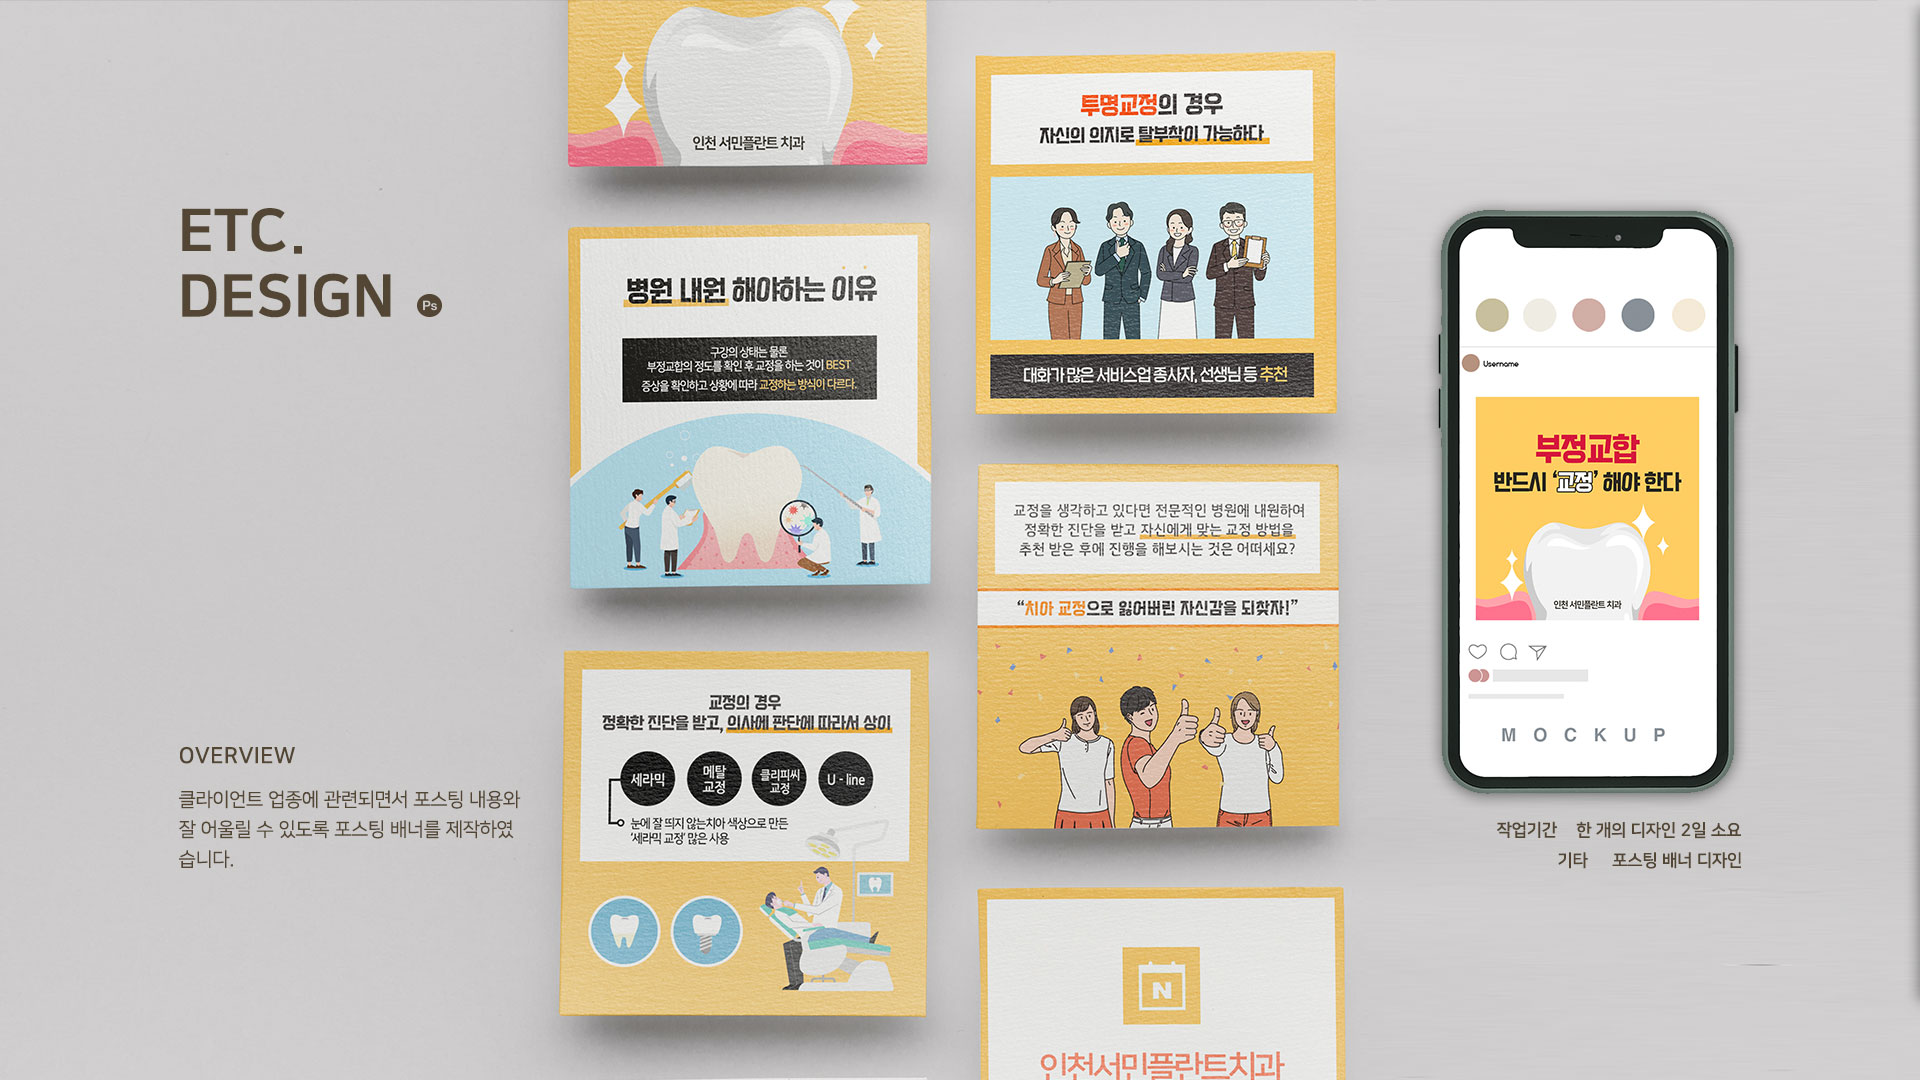 ETC.
DESIGN Ps
OVERVIEW
클라이언트 업종에 관련되면서 포스팅 내용와
잘 어울릴 수 있도록 포스팅 배너를 제작하였
습니다.
인천 서민플란트 치과
병원 내원 해야하는 이유
구강의 상태는 물론
부정교합의 정도를 확인 후 교정을 하는 것이 BEST
증상을 확인하고 상황에 따라 교정하는 방식이 다르다.
교정의 경우
정확한 진단을 받고, 의사에 판단에 따라서 상이
세라믹
메탈
교정
클리피씨
교정
U - line
눈에 잘 띄지 않는치아 색상으로 만든
'세라믹 교정' 많은 사용
투명교정의 경우
자신의 의지로 탈부착이 가능하다
대화가 많은 서비스업 종사자, 선생님 등 추천
교정을 생각하고 있다면 전문적인 병원에 내원하여
정확한 진단을 받고 자신에게 맞는 교정 방법을
추천 받은 후에 진행을 해보시는 것은 어떠세요?
“치아 교정으로 잃어버린 자신감을 되찾자!”
N
인천서민플란트치과
Username
부정교합
반드시 ‘교정’ 해야 한다
인천 서민플란트 치과
MOCKUP
작업기간 한 개의 디자인 2일 소요
기타 포스팅 배너 디자인